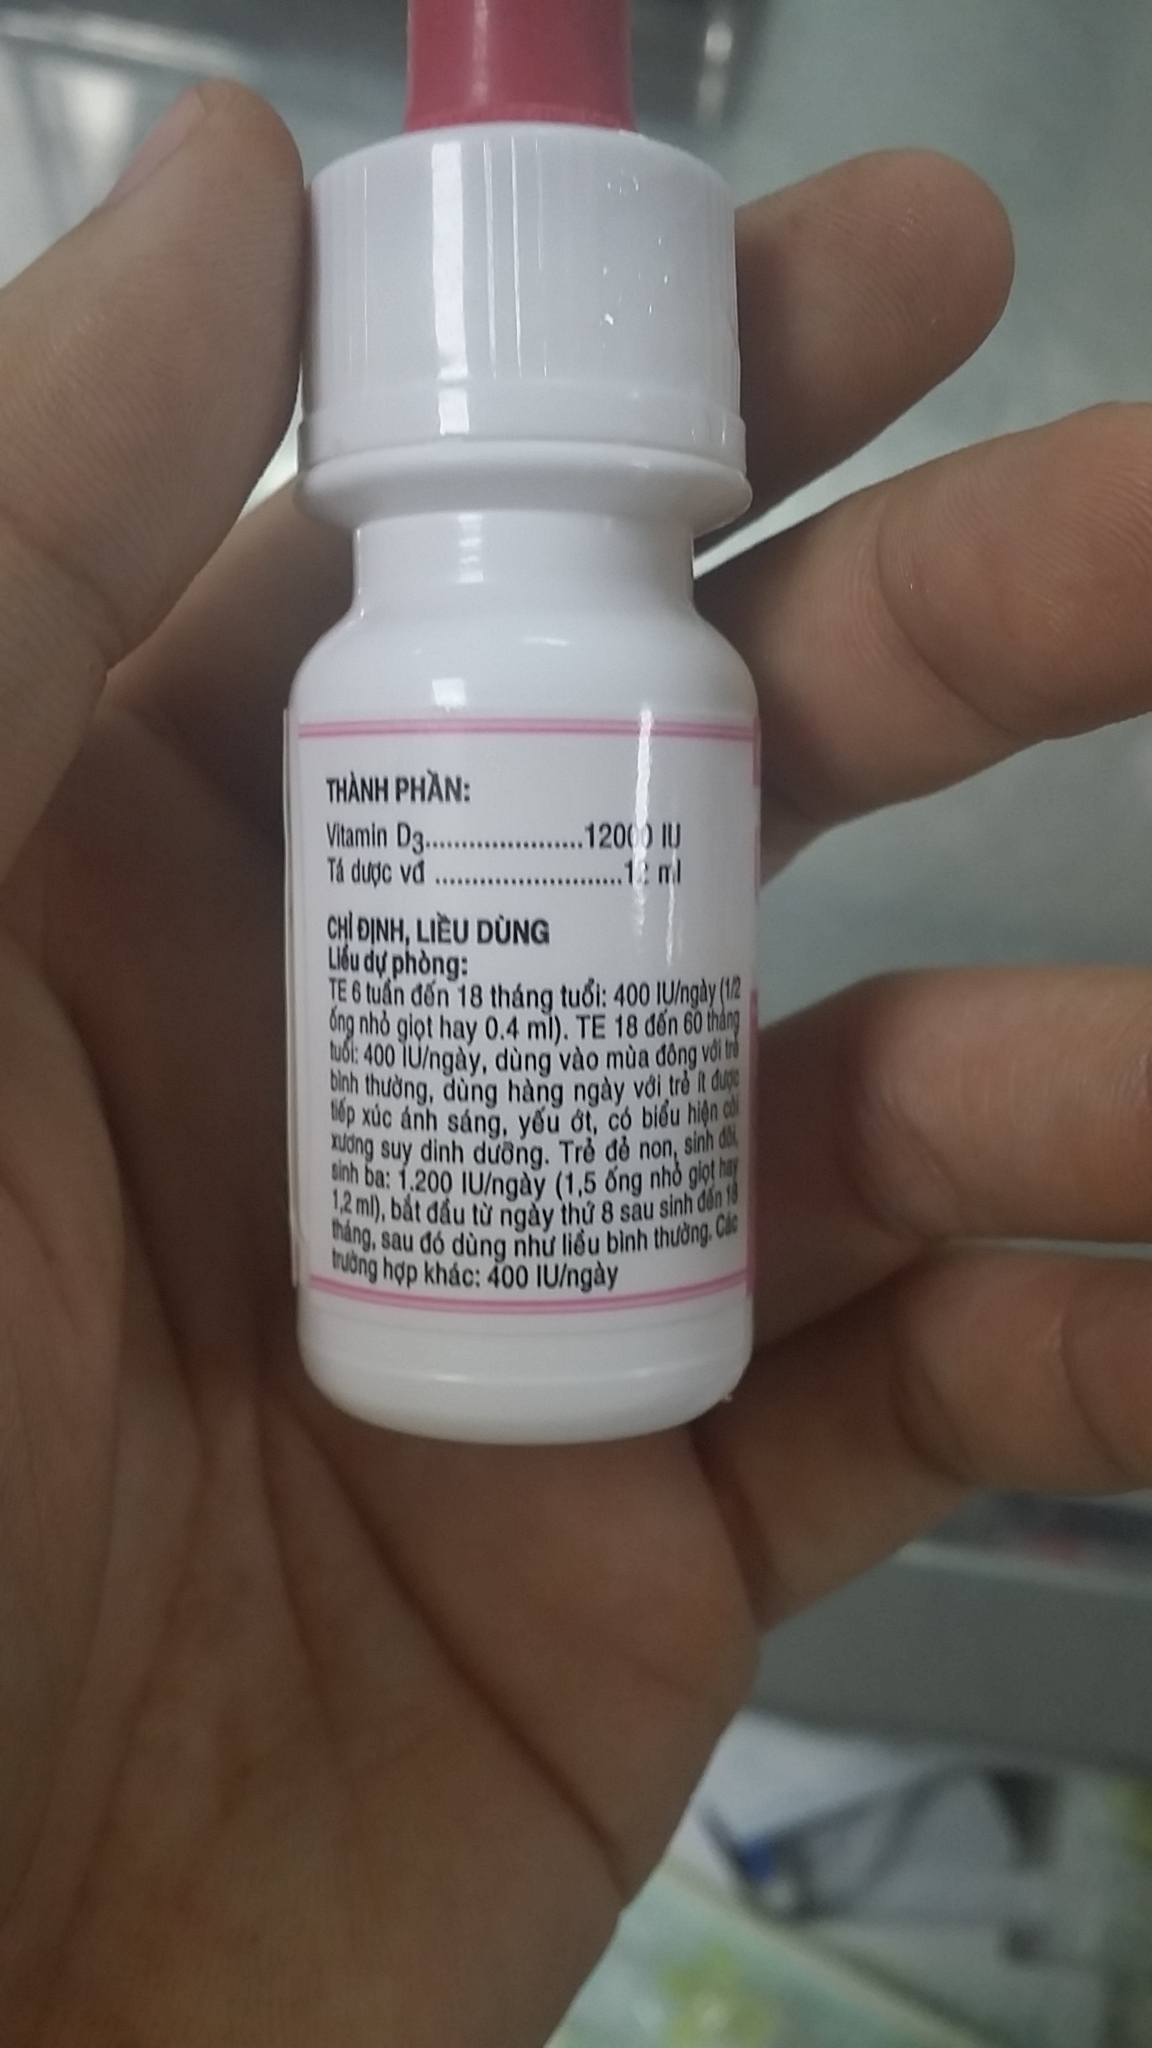 THÀNH PHẦN:
Vitamin D3.....................12000 IU
Tá dược vđ .........................12 ml
CHỈ ĐỊNH, LIỀU DÙNG
Liều dự phòng:
TE 6 tuần đến 18 tháng tuổi: 400 IU/ngày (1/2
ống nhỏ giọt hay 0.4 ml). TE 18 đến 60 tháng
tuổi: 400 IU/ngày, dùng vào mùa đông với trẻ
bình thường, dùng hàng ngày với trẻ ít được
tiếp xúc ánh sáng, yếu ớt, có biểu hiện còi
xương suy dinh dưỡng. Trẻ đẻ non, sinh đôi,
sinh ba: 1.200 IU/ngày (1,5 ống nhỏ giọt hay
1,2 ml), bắt đầu từ ngày thứ 8 sau sinh đến 18
tháng, sau đó dùng như liều bình thường. Các
trường hợp khác: 400 IU/ngày